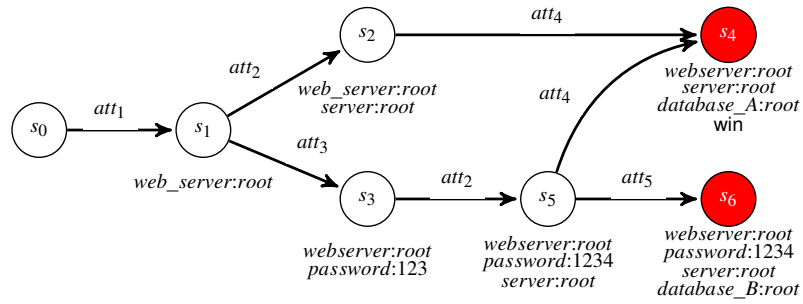 s0
att1
s1
web_server:root
att2
s2
web_server:root
server:root
att4
s4
webserver:root
server:root
database_A:root
win
att3
s3
webserver:root
password:123
att2
s5
webserver:root
password:1234
server:root
att4
att5
s6
webserver:root
password:1234
server:root
database_B:root